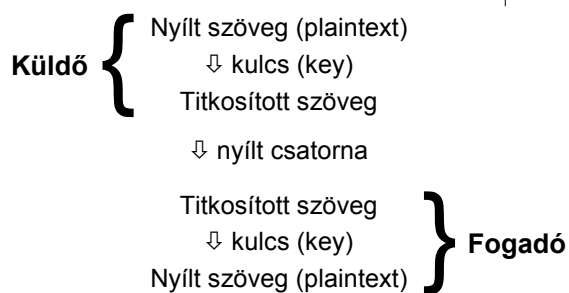 Nyílt szöveg (plaintext)
Küldő { ⇩ kulcs (key)
Titkosított szöveg
⇩ nyílt csatorna
Titkosított szöveg
⇩ kulcs (key) } Fogadó
Nyílt szöveg (plaintext)